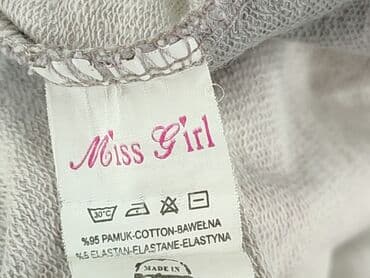 Miss Girl
30°C
%95 PAMUK-COTTON-BAWEŁNA
%5 ELASTAN-ELASTANE-ELASTYNA
MADE IN